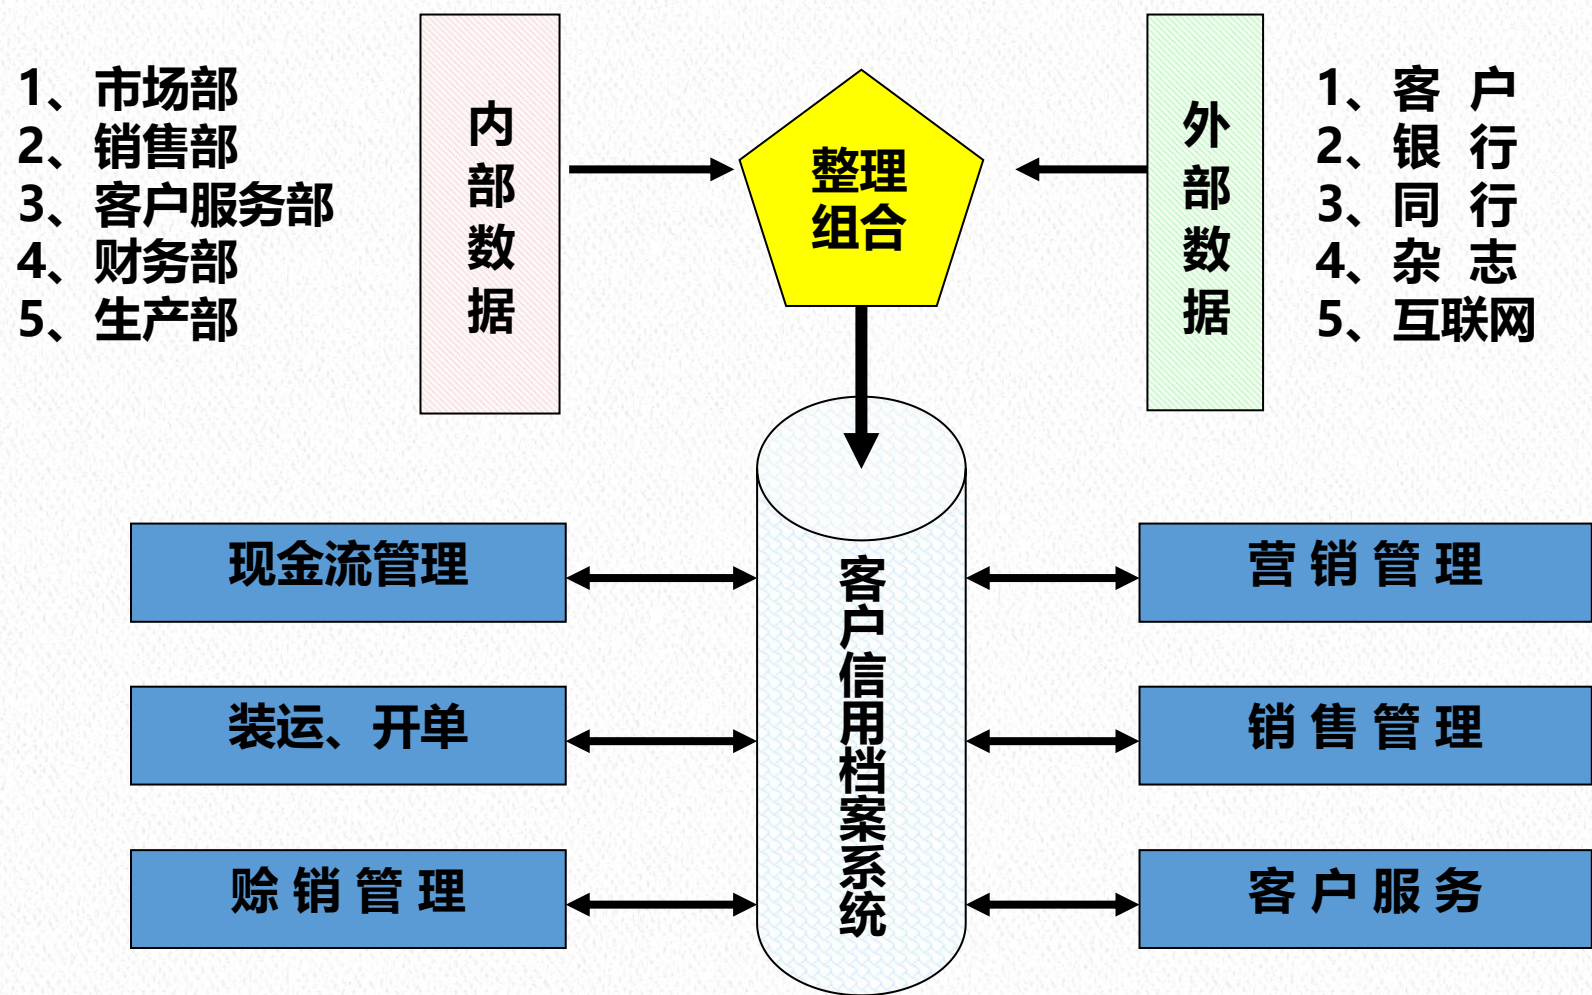 1、市场部
2、销售部
3、客户服务部
4、财务部
5、生产部
内部数据
整理
组合
外部数据
1、客 户
2、银 行
3、同 行
4、杂 志
5、互联网
现金流管理
装运、开单
赊 销 管 理
客户信用档案系统
营 销 管 理
销 售 管 理
客 户 服 务